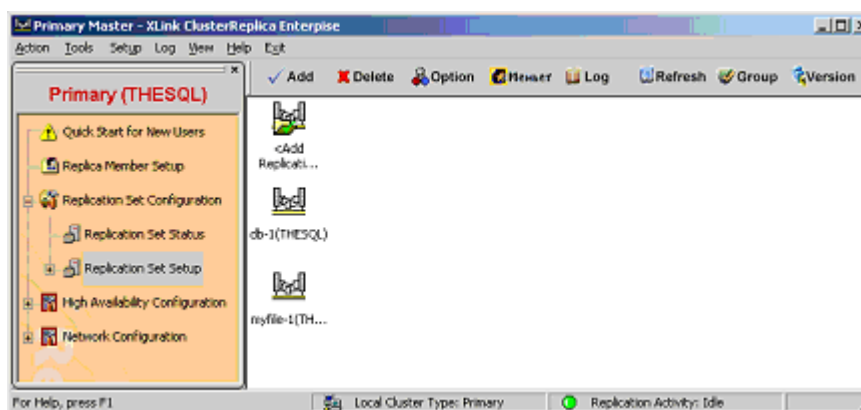 Primary Master - XLink ClusterReplica Enterpise
Action Tools Setup Log View Help Exit
Add Delete Option Member Log Refresh Group Version
Primary (THESQL)
Quick Start for New Users
Replica Member Setup
Replication Set Configuration
Replication Set Status
Replication Set Setup
High Availability Configuration
Network Configuration
<Add
Replicati...
db-1(THESQL)
myfile-1(TH...
For Help, press F1
Local Cluster Type: Primary
Replication Activity: Idle